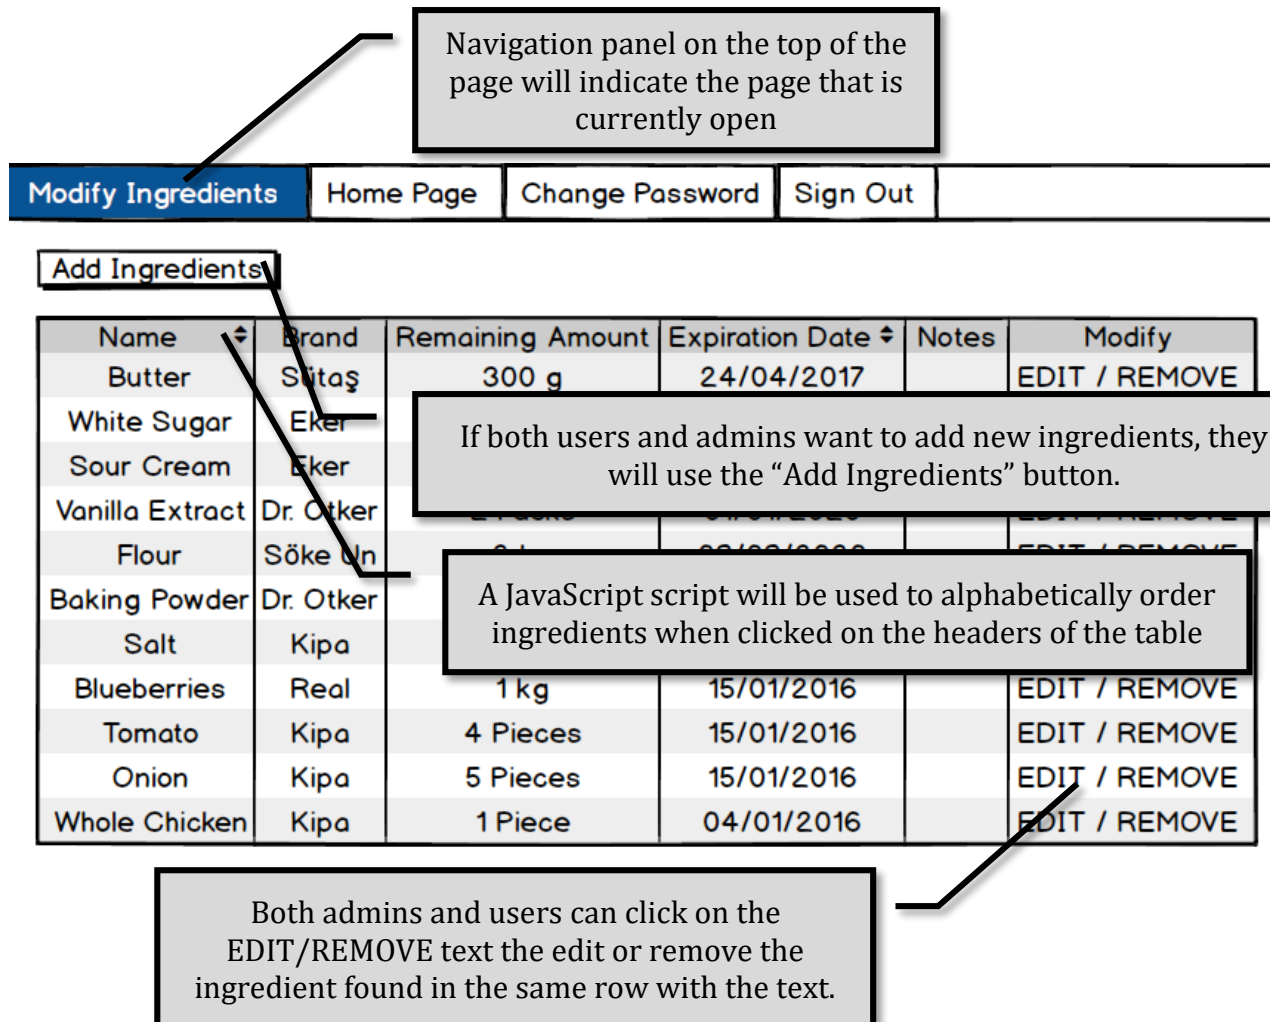 Navigation panel on the top of the
page will indicate the page that is
currently open
Modify Ingredients Home Page Change Password Sign Out
Add Ingredients
Name Brand Remaining Amount Expiration Date Notes Modify
Butter Sütaş 300 g 24/04/2017 EDIT / REMOVE
White Sugar Eker
If both users and admins want to add new ingredients, they
will use the “Add Ingredients” button.
Sour Cream Eker
Vanilla Extract Dr. Otker
Flour Söke Un
A JavaScript script will be used to alphabetically order
ingredients when clicked on the headers of the table
Baking Powder Dr. Otker
Salt Kipa
Blueberries Real 1 kg 15/01/2016 EDIT / REMOVE
Tomato Kipa 4 Pieces 15/01/2016 EDIT / REMOVE
Onion Kipa 5 Pieces 15/01/2016 EDIT / REMOVE
Whole Chicken Kipa 1 Piece 04/01/2016 EDIT / REMOVE
Both admins and users can click on the
EDIT/REMOVE text the edit or remove the
ingredient found in the same row with the text.